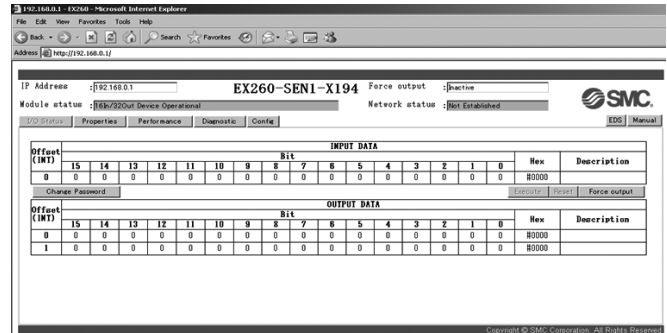 192.168.0.1 - EX260 - Microsoft Internet Explorer
File Edit View Favorites Tools Help
Back Search Favorites
Address http://192.168.0.1/
IP Address :192.168.0.1 EX260-SEN1-X194 Force output :Inactive
SMC.
Module status :16In/32Out Device Operational Network status :Not Established
I/O Status Properties Performance Diagnostic Config EDS Manual
Offset (INT) INPUT DATA
Bit Hex Description
15 14 13 12 11 10 9 8 7 6 5 4 3 2 1 0
0 0 0 0 0 0 0 0 0 0 0 0 0 0 0 0 0 #0000
Change Password Execute Reset Force output
Offset (INT) OUTPUT DATA
Bit Hex Description
15 14 13 12 11 10 9 8 7 6 5 4 3 2 1 0
0 0 0 0 0 0 0 0 0 0 0 0 0 0 0 0 0 #0000
1 0 0 0 0 0 0 0 0 0 0 0 0 0 0 0 0 #0000
Copyright © SMC Corporation. All Rights Reserved.